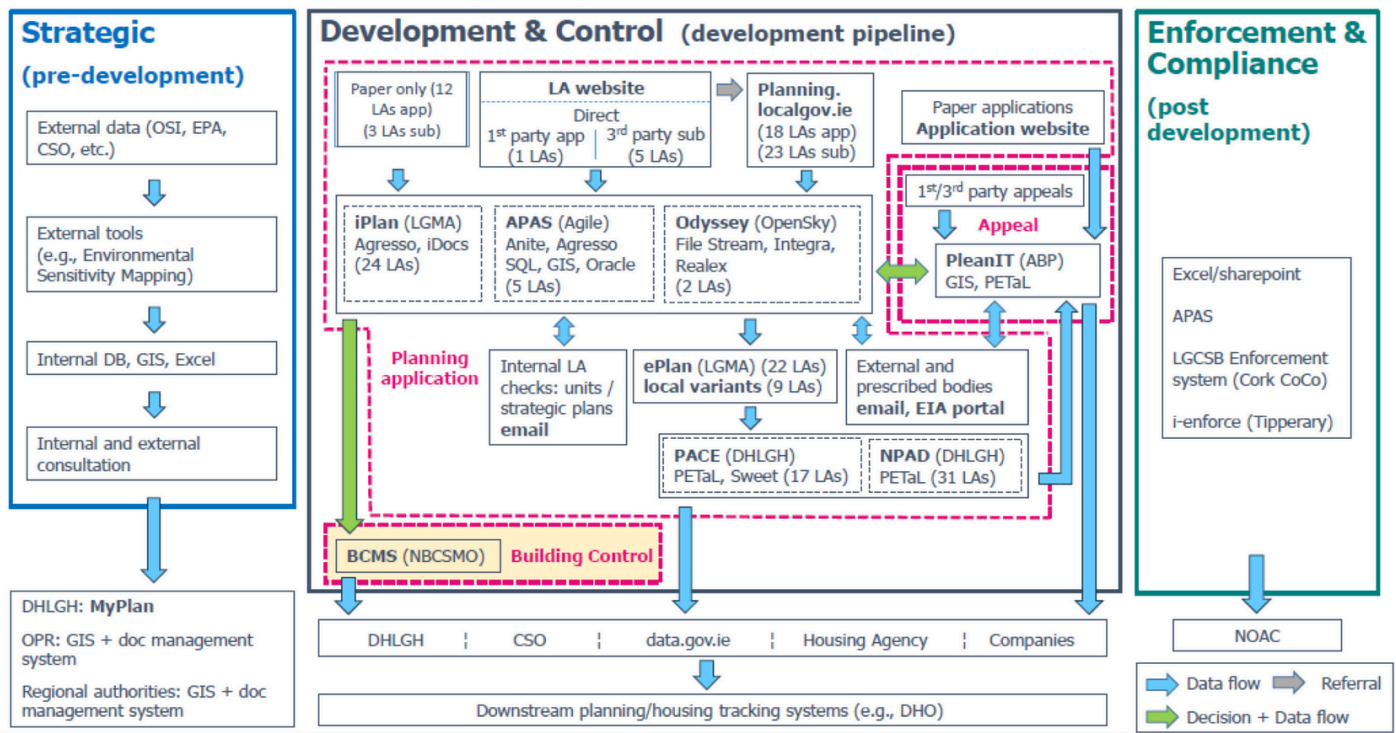 Strategic
(pre-development)
External data (OSI, EPA,
CSO, etc.)
External tools
(e.g., Environmental
Sensitivity Mapping)
Internal DB, GIS, Excel
Internal and external
consultation
DHLGH: MyPlan
OPR: GIS + doc management
system
Regional authorities: GIS + doc
management system
Development & Control (development pipeline)
Paper only (12
LAs app)
(3 LAs sub)
LA website
Direct
1st party app
(1 LAs)
3rd party sub
(5 LAs)
Planning.
localgov.ie
(18 LAs app)
(23 LAs sub)
Paper applications
Application website
1st/3rd party appeals
Appeal
PleanIT (ABP)
GIS, PETaL
iPlan (LGMA)
Agresso, iDocs
(24 LAs)
APAS (Agile)
Anite, Agresso
SQL, GIS, Oracle
(5 LAs)
Odyssey (OpenSky)
File Stream, Integra,
Realex
(2 LAs)
Planning
application
Internal LA
checks: units /
strategic plans
email
ePlan (LGMA) (22 LAs)
local variants (9 LAs)
External and
prescribed bodies
email, EIA portal
PACE (DHLGH)
PETaL, Sweet (17 LAs)
NPAD (DHLGH)
PETaL (31 LAs)
BCMS (NBCSMO)
Building Control
DHLGH ¦ CSO ¦ data.gov.ie ¦ Housing Agency ¦ Companies
Downstream planning/housing tracking systems (e.g., DHO)
Enforcement &
Compliance
(post
development)
Excel/sharepoint
APAS
LGCSB Enforcement
system (Cork CoCo)
i-enforce (Tipperary)
NOAC
Data flow
Referral
Decision + Data flow